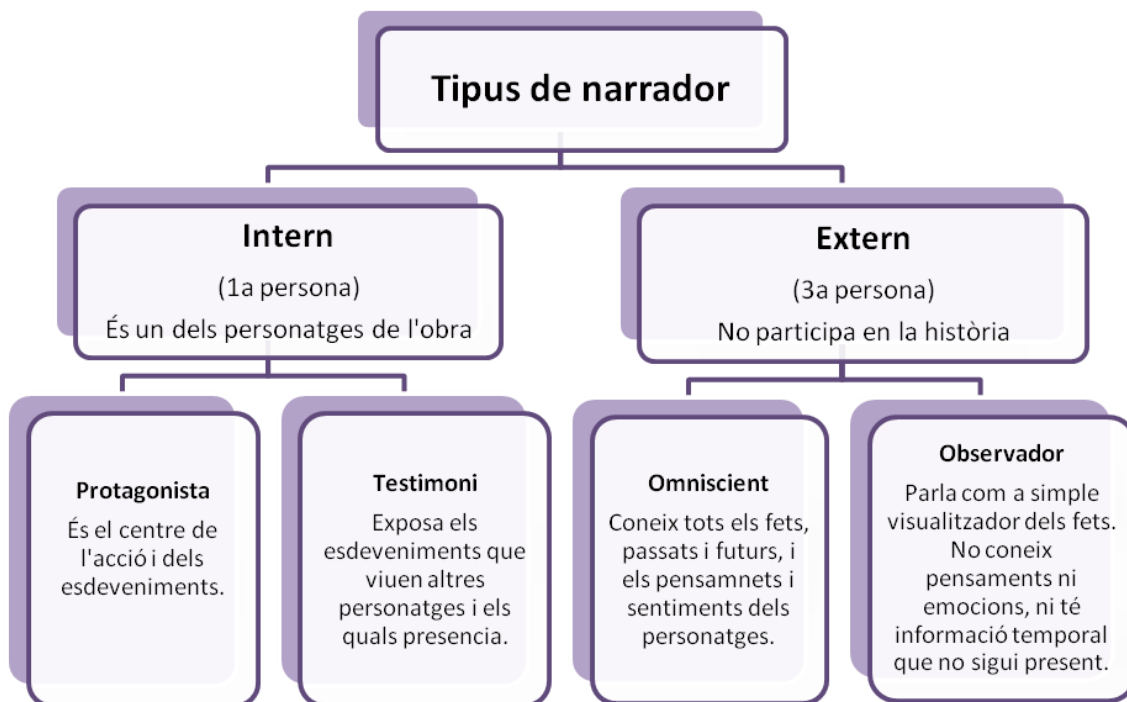 Tipus de narrador
Intern
(1a persona)
És un dels personatges de l'obra
Extern
(3a persona)
No participa en la història
Protagonista
És el centre de
l'acció i dels
esdeveniments.
Testimoni
Exposa els
esdeveniments que
viuen altres
personatges i els
quals presencia.
Omniscient
Coneix tots els fets,
passats i futurs, i
els pensamnets i
sentiments dels
personatges.
Observador
Parla com a simple
visualitzador dels fets.
No coneix
pensaments ni
emocions, ni té
informació temporal
que no sigui present.